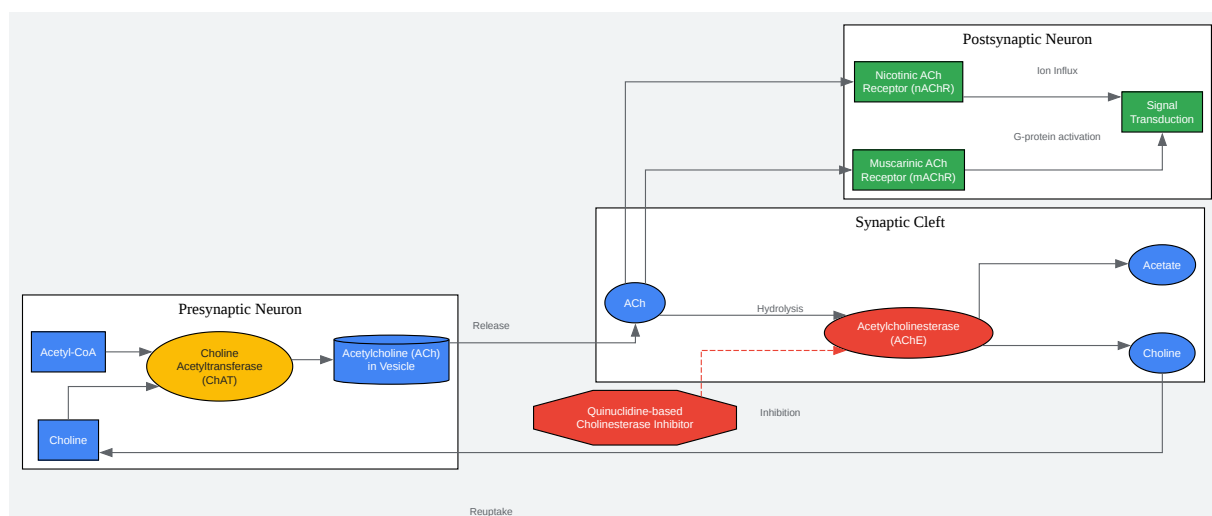 Postsynaptic Neuron
Nicotinic ACh
Receptor (nAChR)
Ion Influx
Signal
Transduction
G-protein activation
Muscarinic ACh
Receptor (mAChR)
Synaptic Cleft
ACh
Hydrolysis
Acetylcholinesterase
(AChE)
Acetate
Choline
Presynaptic Neuron
Acetyl-CoA
Choline
Acetyltransferase
(ChAT)
Acetylcholine (ACh)
in Vesicle
Release
Choline
Quinuclidine-based
Cholinesterase Inhibitor
Inhibition
Reuptake